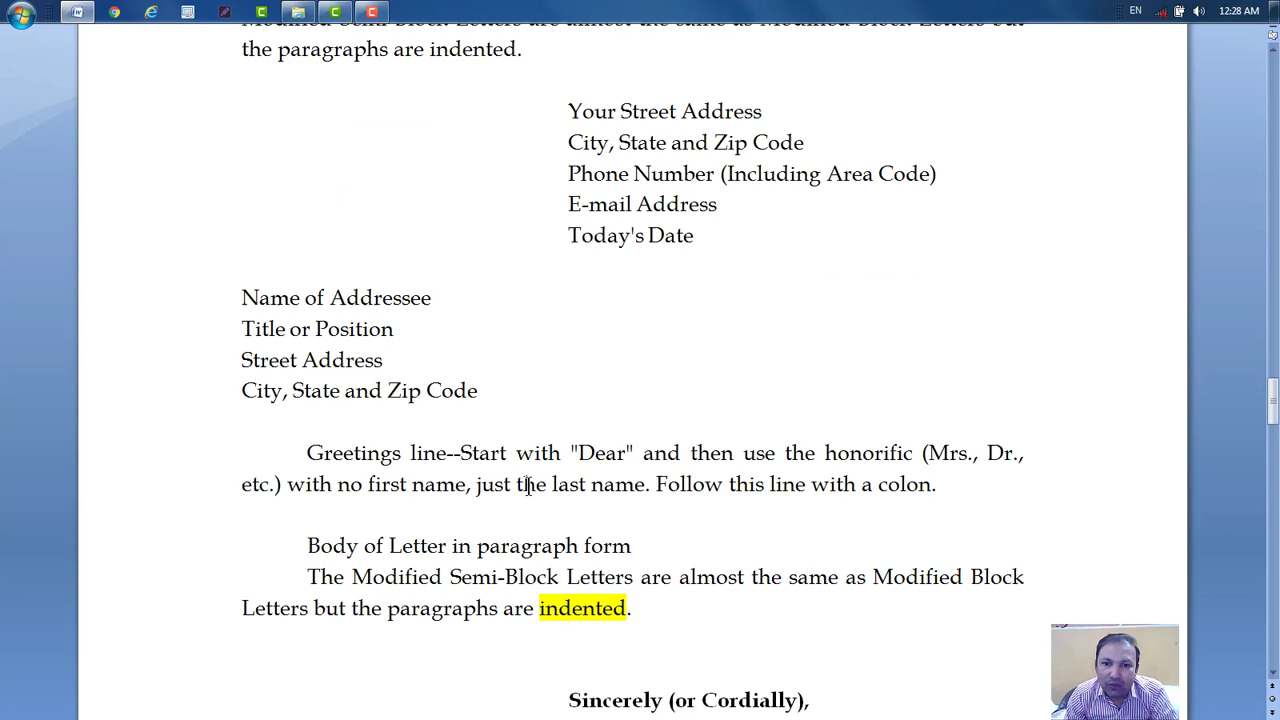 EN
12:28 AM
the paragraphs are indented.
Your Street Address
City, State and Zip Code
Phone Number (Including Area Code)
E-mail Address
Today's Date
Name of Addressee
Title or Position
Street Address
City, State and Zip Code
Greetings line--Start with "Dear" and then use the honorific (Mrs., Dr.,
etc.) with no first name, just the last name. Follow this line with a colon.
Body of Letter in paragraph form
The Modified Semi-Block Letters are almost the same as Modified Block
Letters but the paragraphs are indented.
Sincerely (or Cordially),